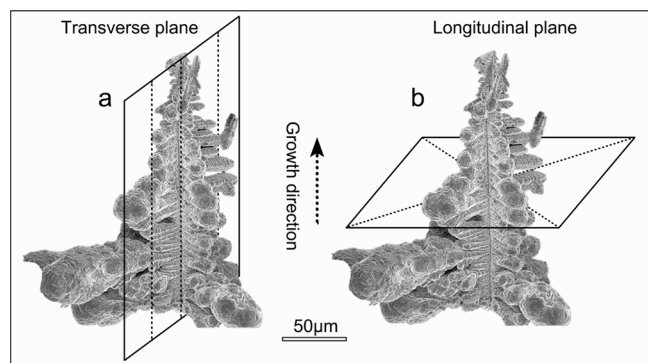 Transverse plane
Longitudinal plane
a
b
Growth direction
50µm